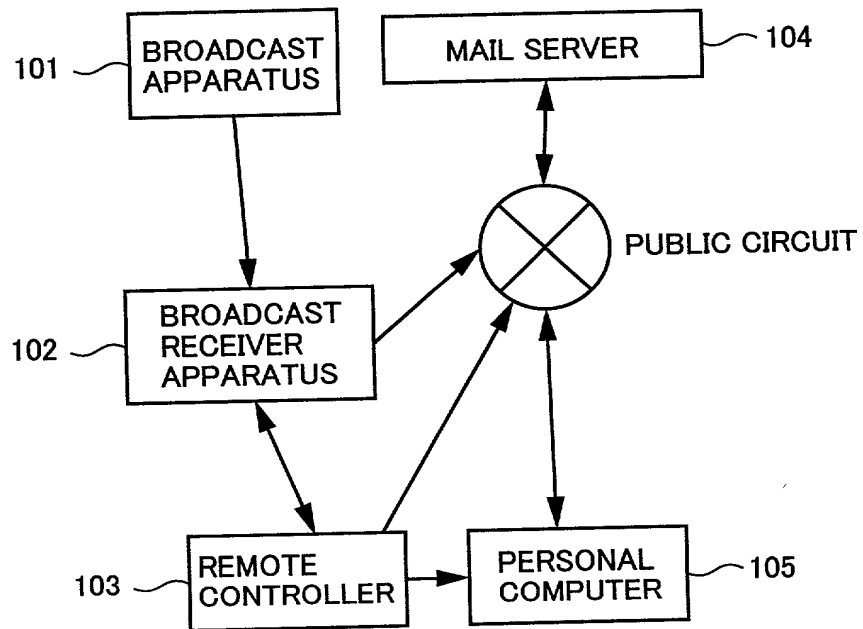 101
BROADCAST
APPARATUS
MAIL SERVER
104
PUBLIC CIRCUIT
102
BROADCAST
RECEIVER
APPARATUS
103
REMOTE
CONTROLLER
PERSONAL
COMPUTER
105